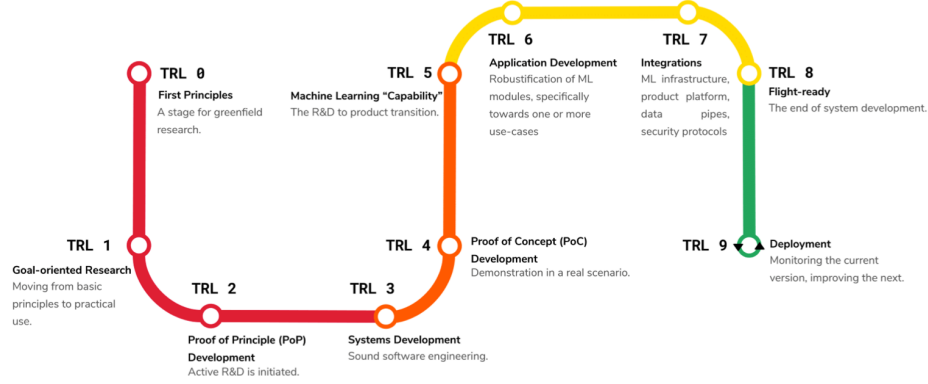 TRL 0
First Principles
A stage for greenfield
research.
TRL 1
Goal-oriented Research
Moving from basic
principles to practical
use.
TRL 2
Proof of Principle (PoP)
Development
Active R&D is initiated.
TRL 3
Systems Development
Sound software engineering.
TRL 4
Proof of Concept (PoC)
Development
Demonstration in a real scenario.
TRL 5
Machine Learning “Capability”
The R&D to product transition.
TRL 6
Application Development
Robustification of ML
modules, specifically
towards one or more
use-cases
TRL 7
Integrations
ML infrastructure,
product platform,
data pipes,
security protocols
TRL 8
Flight-ready
The end of system development.
TRL 9
Deployment
Monitoring the current
version, improving the next.